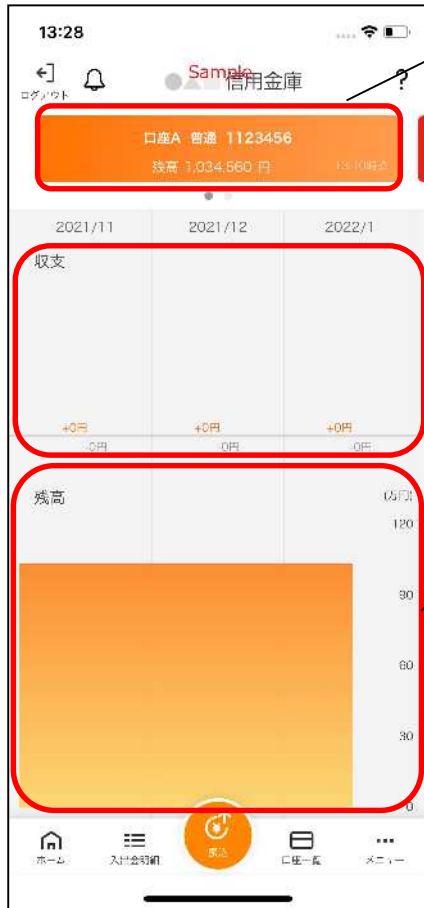 13:28
Sample
信用金庫
?
ログアウト
口座A 普通 1123456
残高 1,034,560 円
2021/11 2021/12 2022/1
収支
+0円 +0円 +0円
-0円 -0円 -0円
残高
(万円)
120
90
60
30
0
ホーム 入出金明細 振込 口座一覧 メニュー